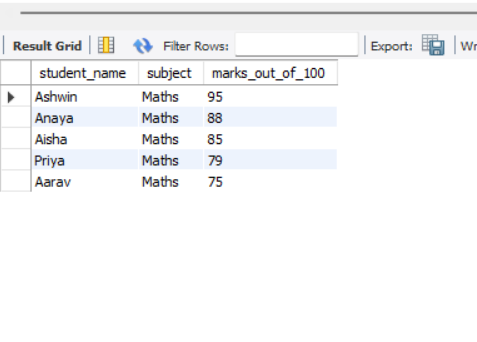 Result Grid Filter Rows: Export: Wr
student_name subject marks_out_of_100
Ashwin Maths 95
Anaya Maths 88
Aisha Maths 85
Priya Maths 79
Aarav Maths 75